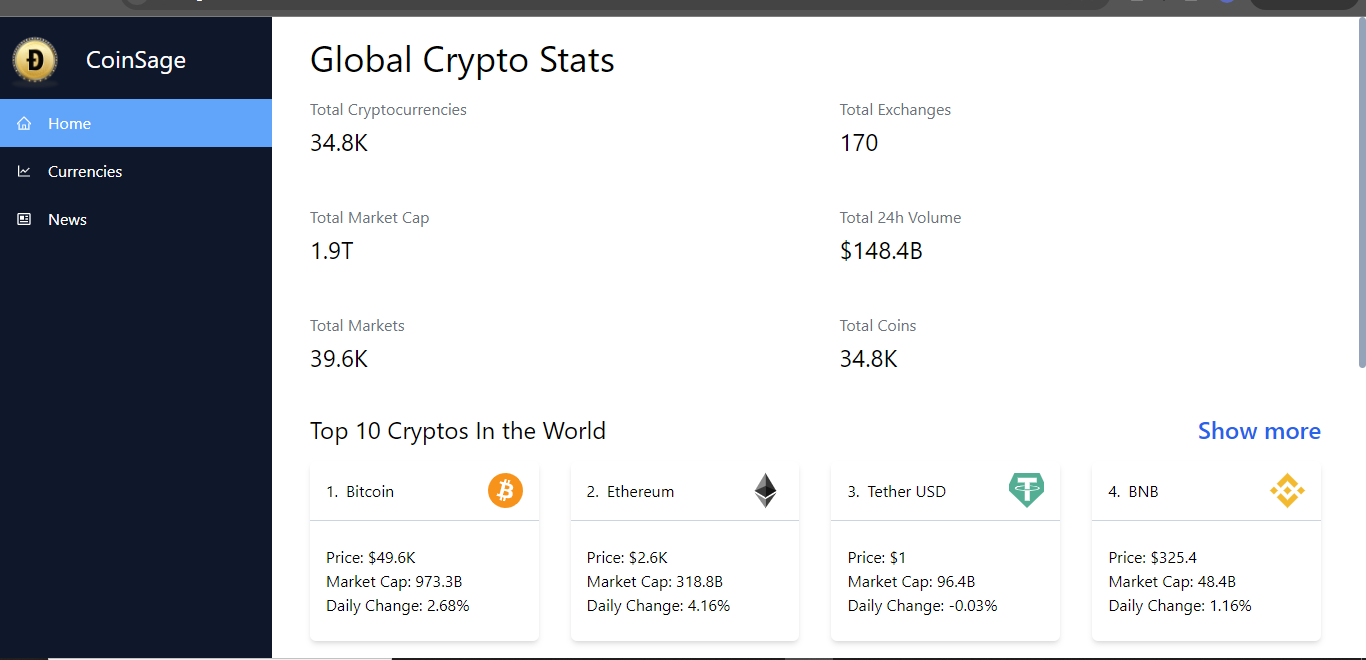 CoinSage
Home
Currencies
News
Global Crypto Stats
Total Cryptocurrencies
34.8K
Total Exchanges
170
Total Market Cap
1.9T
Total 24h Volume
$148.4B
Total Markets
39.6K
Total Coins
34.8K
Top 10 Cryptos In the World
Show more
1. Bitcoin
Price: $49.6K
Market Cap: 973.3B
Daily Change: 2.68%
2. Ethereum
Price: $2.6K
Market Cap: 318.8B
Daily Change: 4.16%
3. Tether USD
Price: $1
Market Cap: 96.4B
Daily Change: -0.03%
4. BNB
Price: $325.4
Market Cap: 48.4B
Daily Change: 1.16%